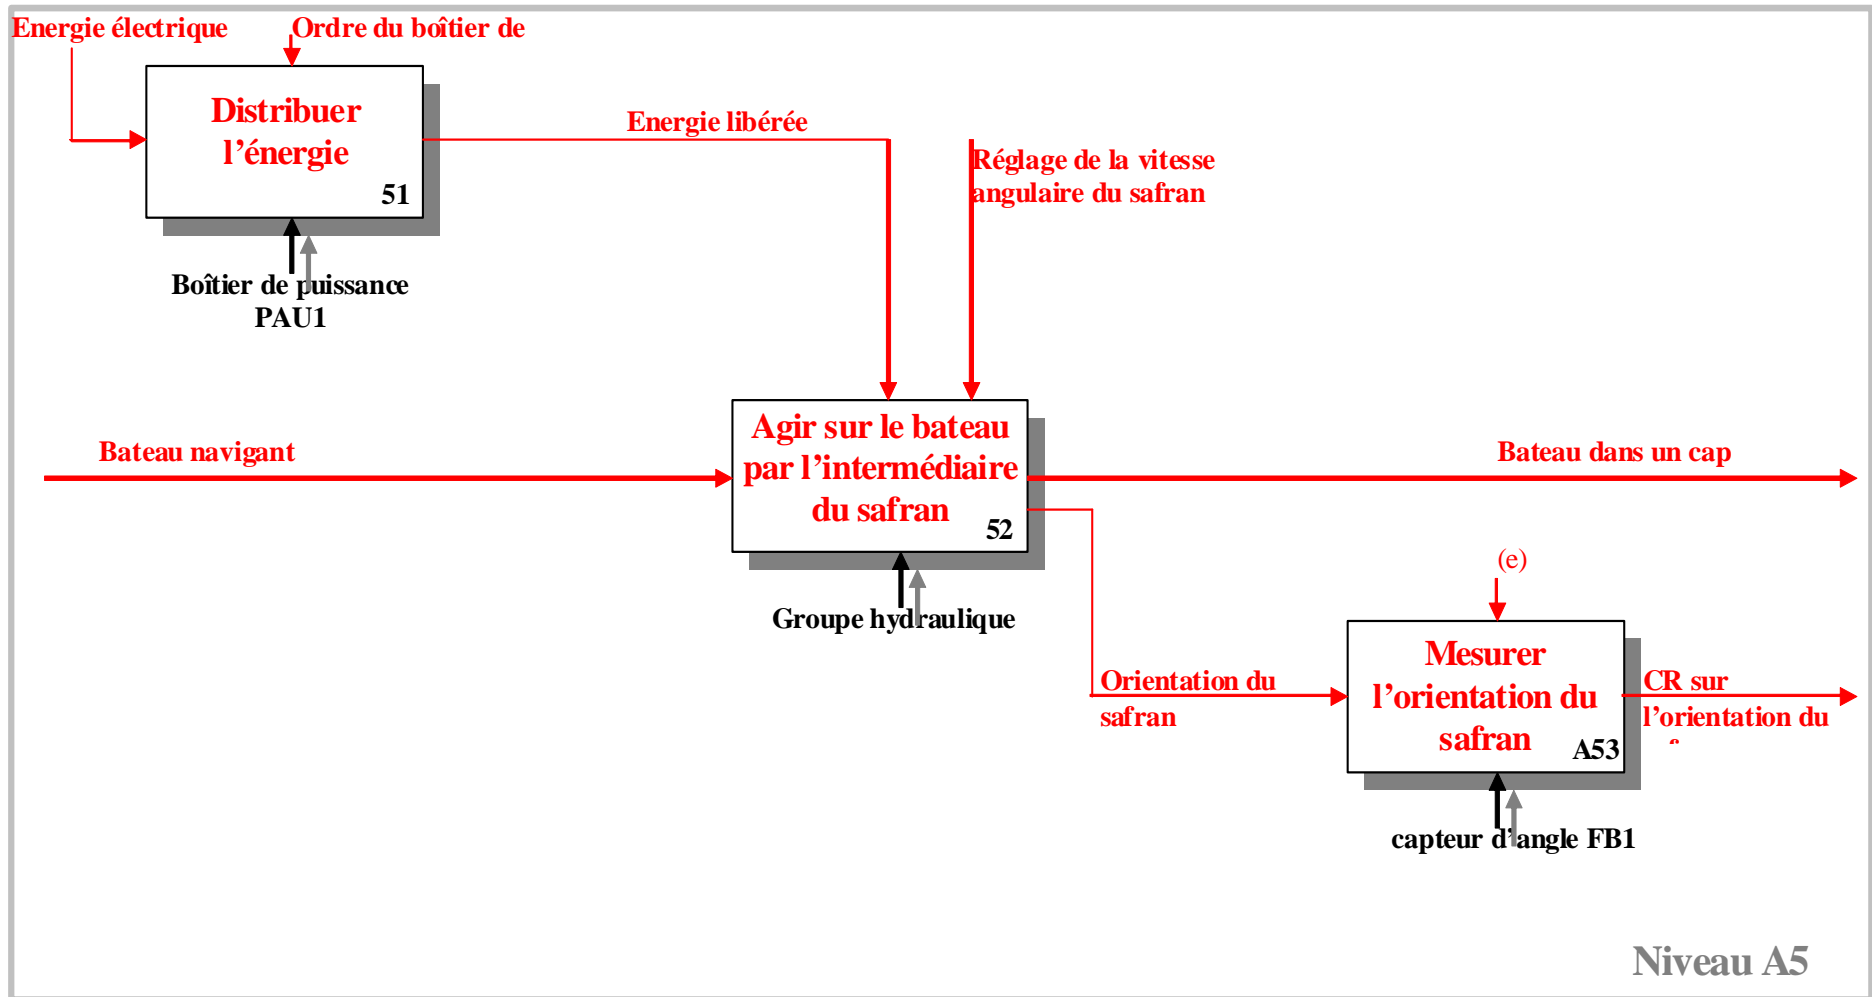 Energie électrique
Ordre du boîtier de
Distribuer
l’énergie
51
Boîtier de puissance
PAU1
Energie libérée
Réglage de la vitesse
angulaire du safran
Bateau navigant
Agir sur le bateau
par l’intermédiaire
du safran
52
Groupe hydraulique
Bateau dans un cap
Orientation du
safran
(e)
Mesurer
l’orientation du
safran
A53
capteur d’angle FB1
CR sur
l’orientation du
Niveau A5